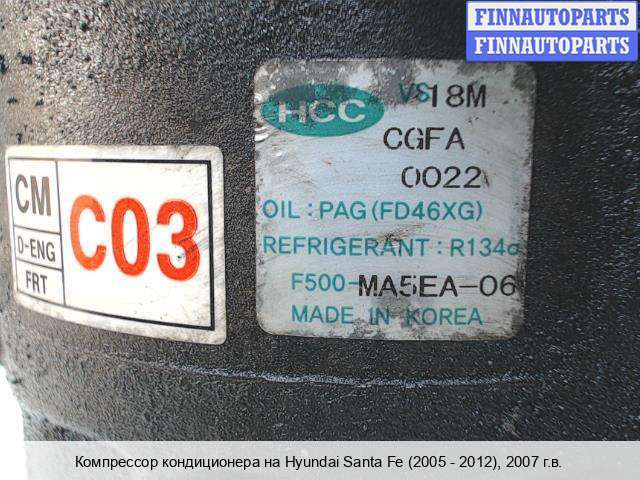 FINNAUTOPARTS
FINNAUTOPARTS
HCC VS18M
CGFA
0022
OIL : PAG (FD46XG)
REFRIGERANT : R134a
F500-MA5EA-06
MADE IN KOREA
CM
D-ENG
FRT
C03
Компрессор кондиционера на Hyundai Santa Fe (2005 - 2012), 2007 г.в.